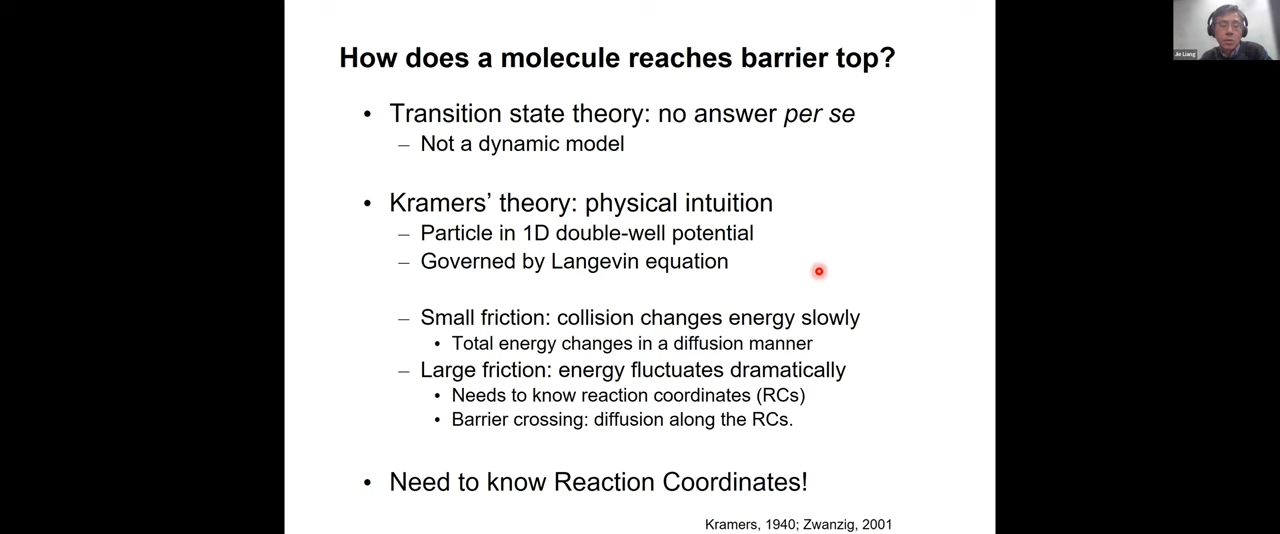 How does a molecule reaches barrier top?
• Transition state theory: no answer per se
– Not a dynamic model
• Kramers’ theory: physical intuition
– Particle in 1D double-well potential
– Governed by Langevin equation
– Small friction: collision changes energy slowly
• Total energy changes in a diffusion manner
– Large friction: energy fluctuates dramatically
• Needs to know reaction coordinates (RCs)
• Barrier crossing: diffusion along the RCs.
• Need to know Reaction Coordinates!
Kramers, 1940; Zwanzig, 2001
Jie Liang